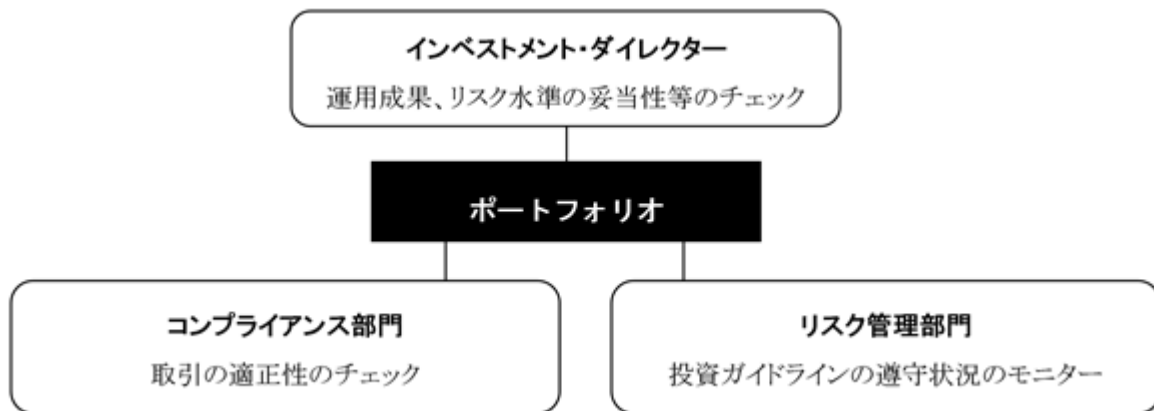 インベストメント・ダイレクター
運用成果、リスク水準の妥当性等のチェック
ポートフォリオ
コンプライアンス部門
取引の適正性のチェック
リスク管理部門
投資ガイドラインの遵守状況のモニター